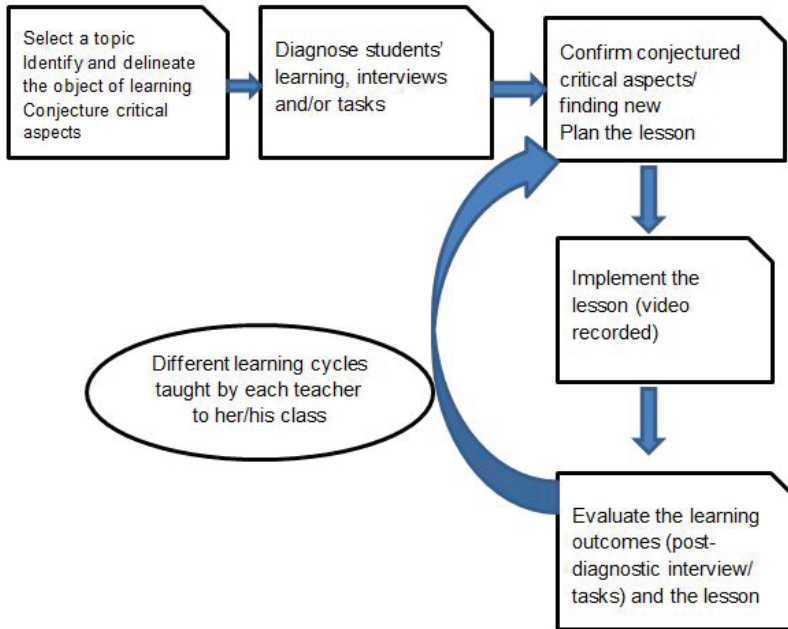 Select a topic
Identify and delineate
the object of learning
Conjecture critical
aspects
Diagnose students'
learning, interviews
and/or tasks
Confirm conjectured
critical aspects/
finding new
Plan the lesson
Implement the
lesson (video
recorded)
Different learning cycles
taught by each teacher
to her/his class
Evaluate the learning
outcomes (post-
diagnostic interview/
tasks) and the lesson